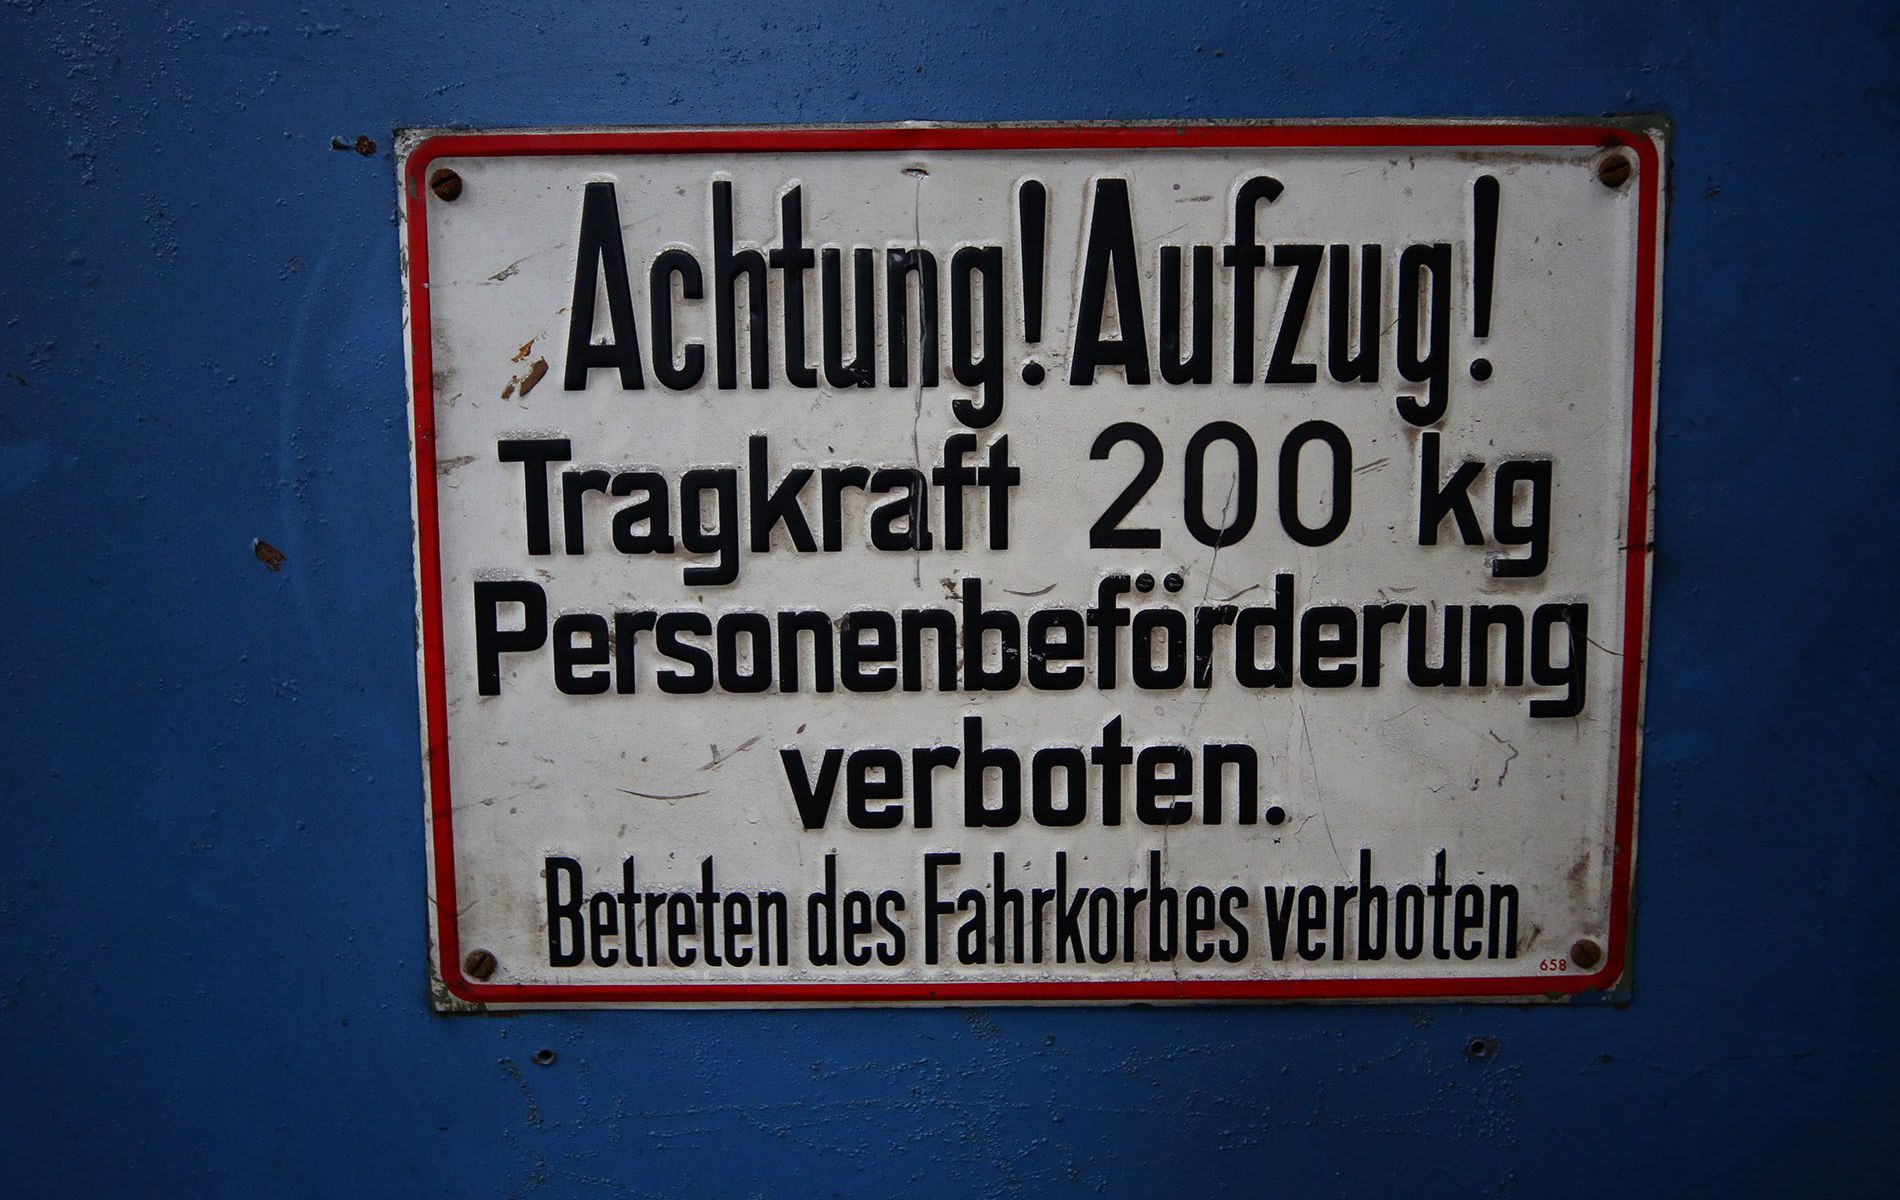 Achtung! Aufzug!
Tragkraft 200 kg
Personenbeförderung
verboten.
Betreten des Fahrkorbes verboten
658